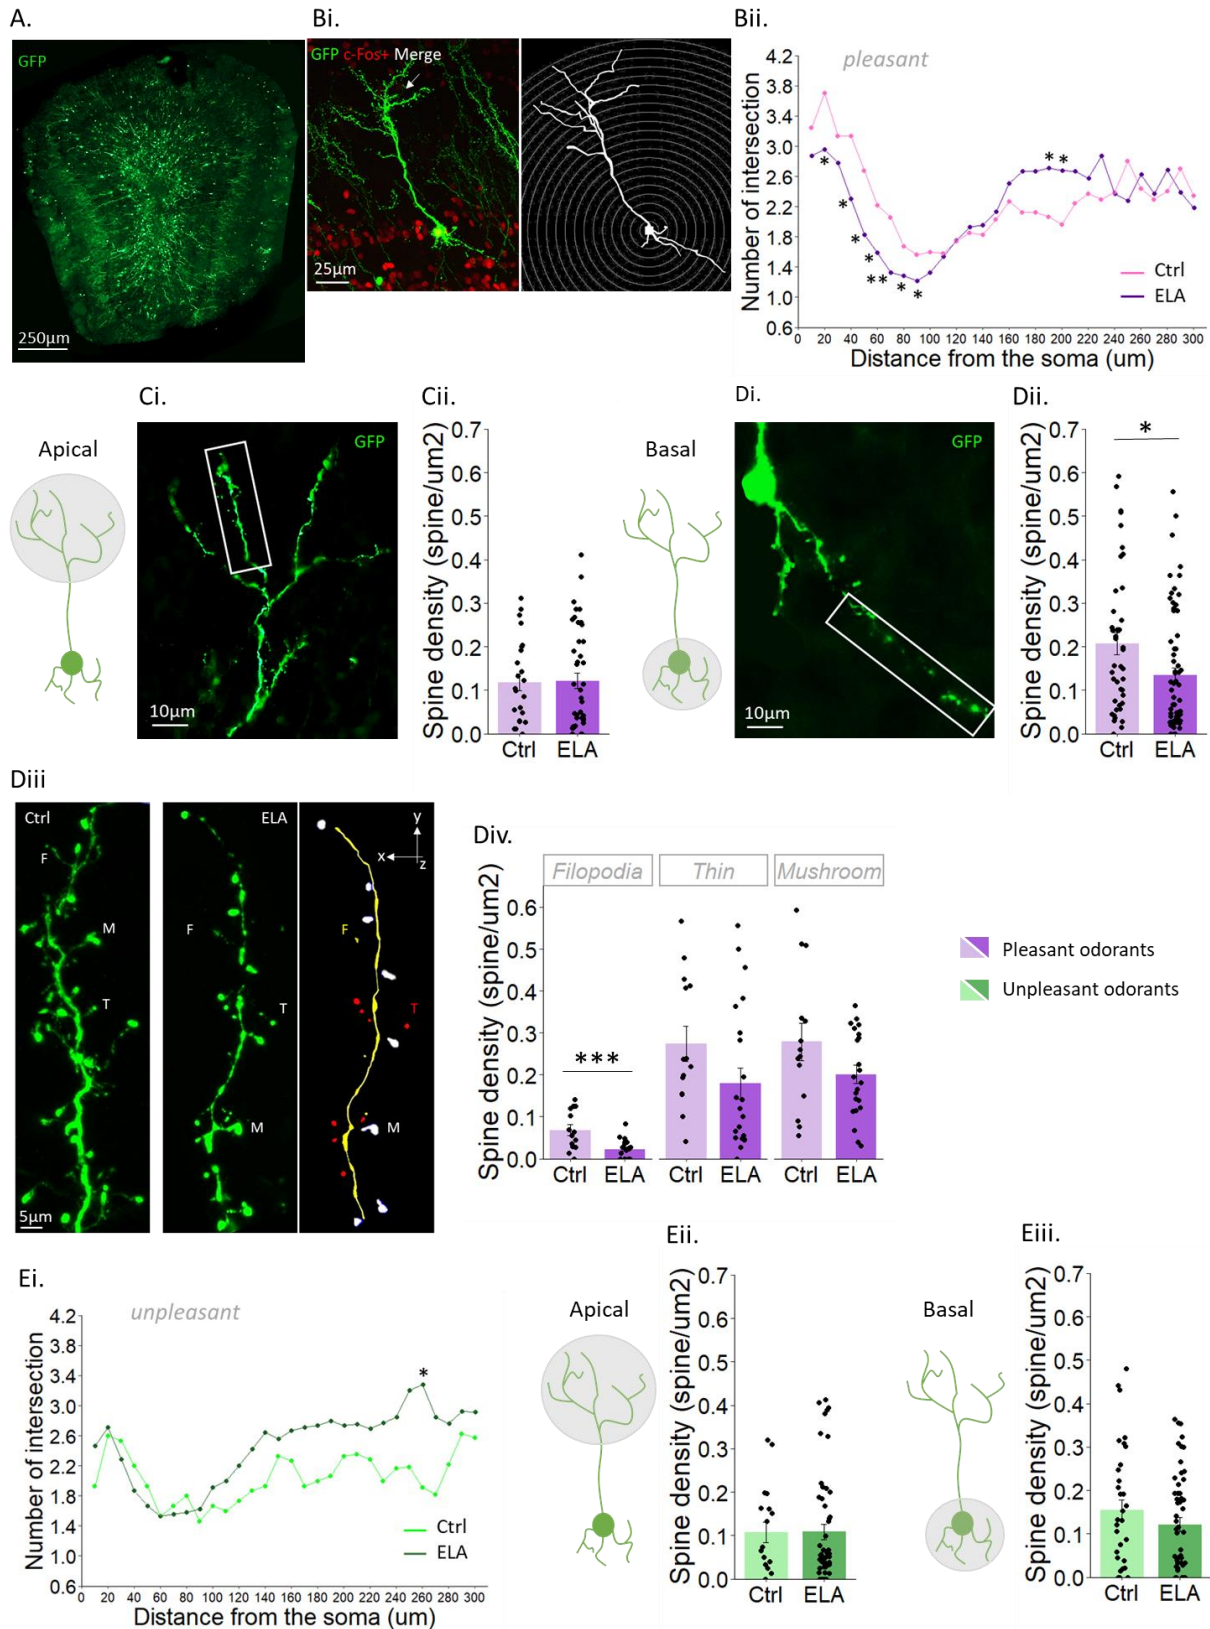 A.
GFP
250µm
Bi.
GFP c-Fos+ Merge
25µm
Bii.
pleasant
Number of intersection
4.2
3.8
3.4
3.0
2.6
2.2
1.8
1.4
1.0
0.6
* * * * ** * * * *
0 20 40 60 80 100 120 140 160 180 200 220 240 260 280 300
Distance from the soma (um)
Ctrl
ELA
Apical
Ci.
GFP
10µm
Cii.
Spine density (spine/um2)
0.7
0.6
0.5
0.4
0.3
0.2
0.1
0.0
Ctrl ELA
Basal
Di.
GFP
10µm
Dii.
Spine density (spine/um2)
0.7
0.6
0.5
0.4
0.3
0.2
0.1
0.0
*
Ctrl ELA
Diii
Ctrl
F
M
T
5µm
ELA
F
T
M
y
x
z
F
T
M
Div.
Filopodia Thin Mushroom
Spine density (spine/um2)
0.6
0.5
0.4
0.3
0.2
0.1
0.0
***
Ctrl ELA Ctrl ELA Ctrl ELA
Pleasant odorants
Unpleasant odorants
Ei.
unpleasant
Number of intersection
4.2
3.8
3.4
3.0
2.6
2.2
1.8
1.4
1.0
0.6
*
0 20 40 60 80 100 120 140 160 180 200 220 240 260 280 300
Distance from the soma (um)
Ctrl
ELA
Apical
Eii.
Spine density (spine/um2)
0.7
0.6
0.5
0.4
0.3
0.2
0.1
0.0
Ctrl ELA
Basal
Eiii.
Spine density (spine/um2)
0.7
0.6
0.5
0.4
0.3
0.2
0.1
0.0
Ctrl ELA